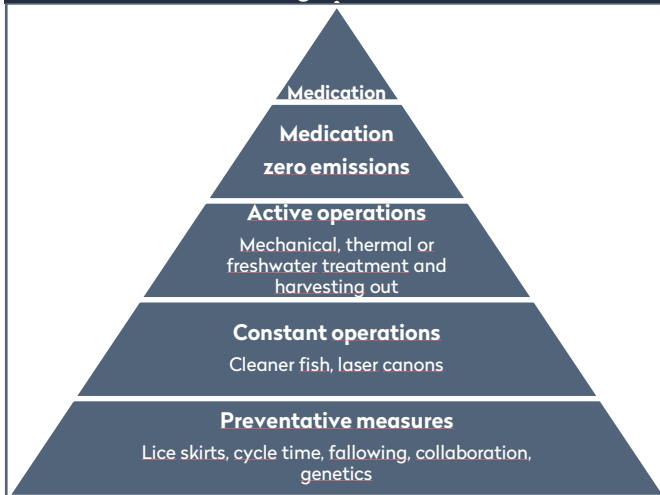 Medication
Medication
zero emissions
Active operations
Mechanical, thermal or
freshwater treatment and
harvesting out
Constant operations
Cleaner fish, laser canons
Preventative measures
Lice skirts, cycle time, fallowing, collaboration,
genetics